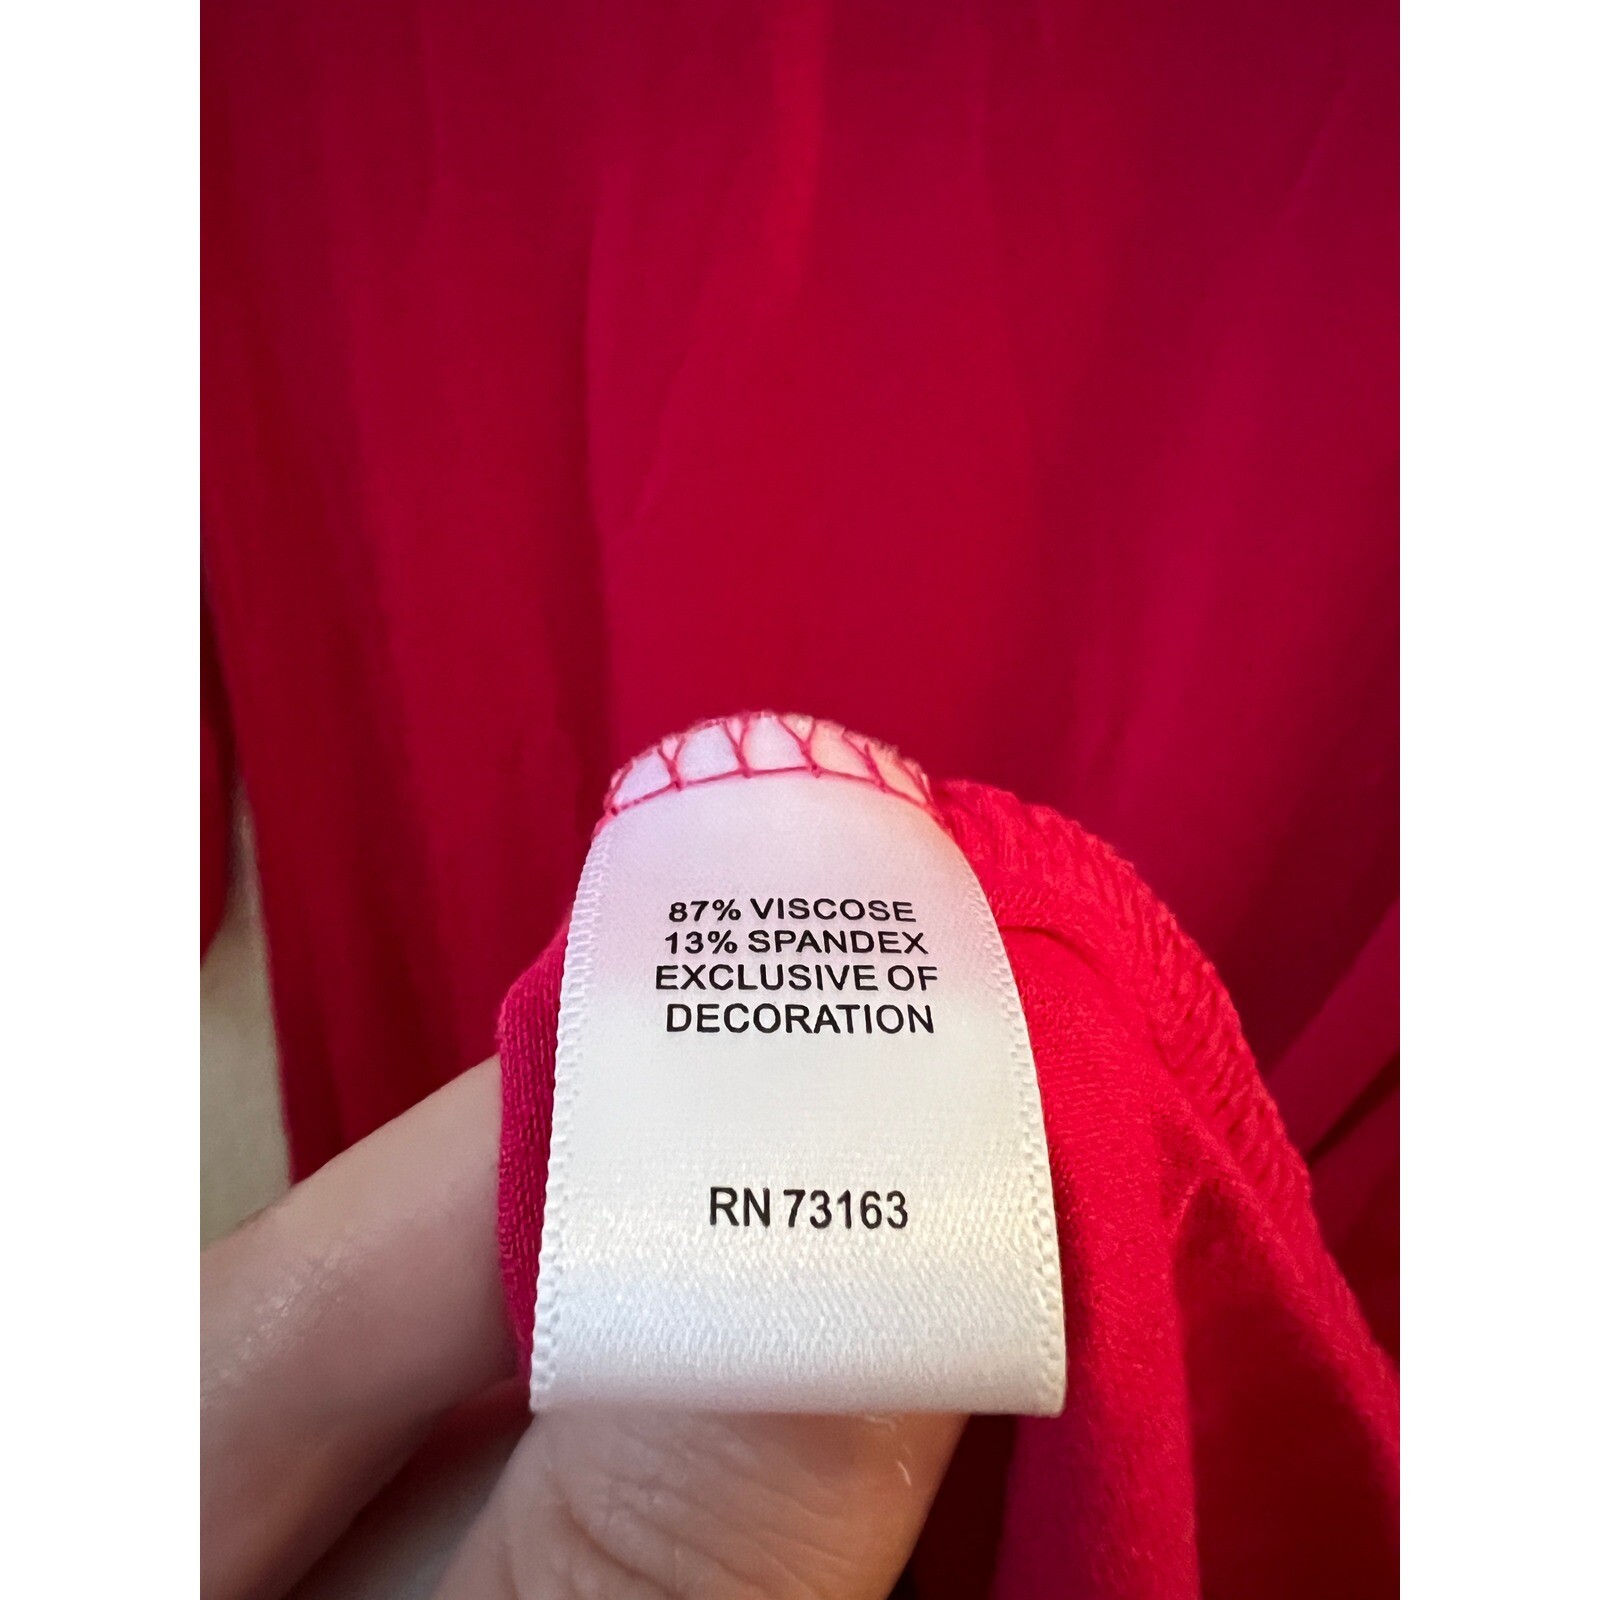 87% VISCOSE
13% SPANDEX
EXCLUSIVE OF
DECORATION
RN 73163